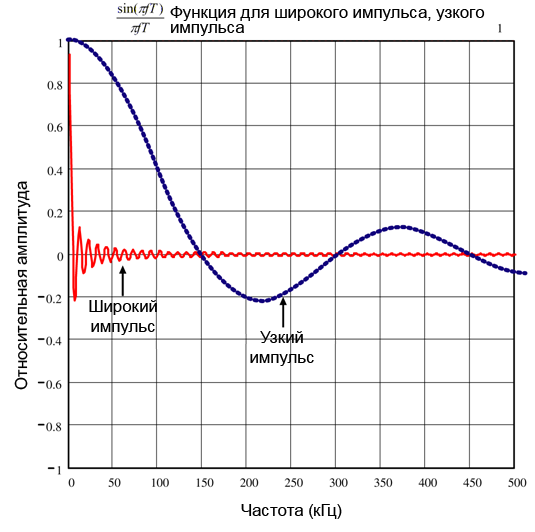 sin(πfT)
πfT
Функция для широкого импульса, узкого
импульса
1
1
0.8
0.6
0.4
0.2
0
−0.2
−0.4
−0.6
−0.8
−1
Относительная амплитуда
Широкий
импульс
Узкий
импульс
0 50 100 150 200 250 300 350 400 450 500
Частота (кГц)